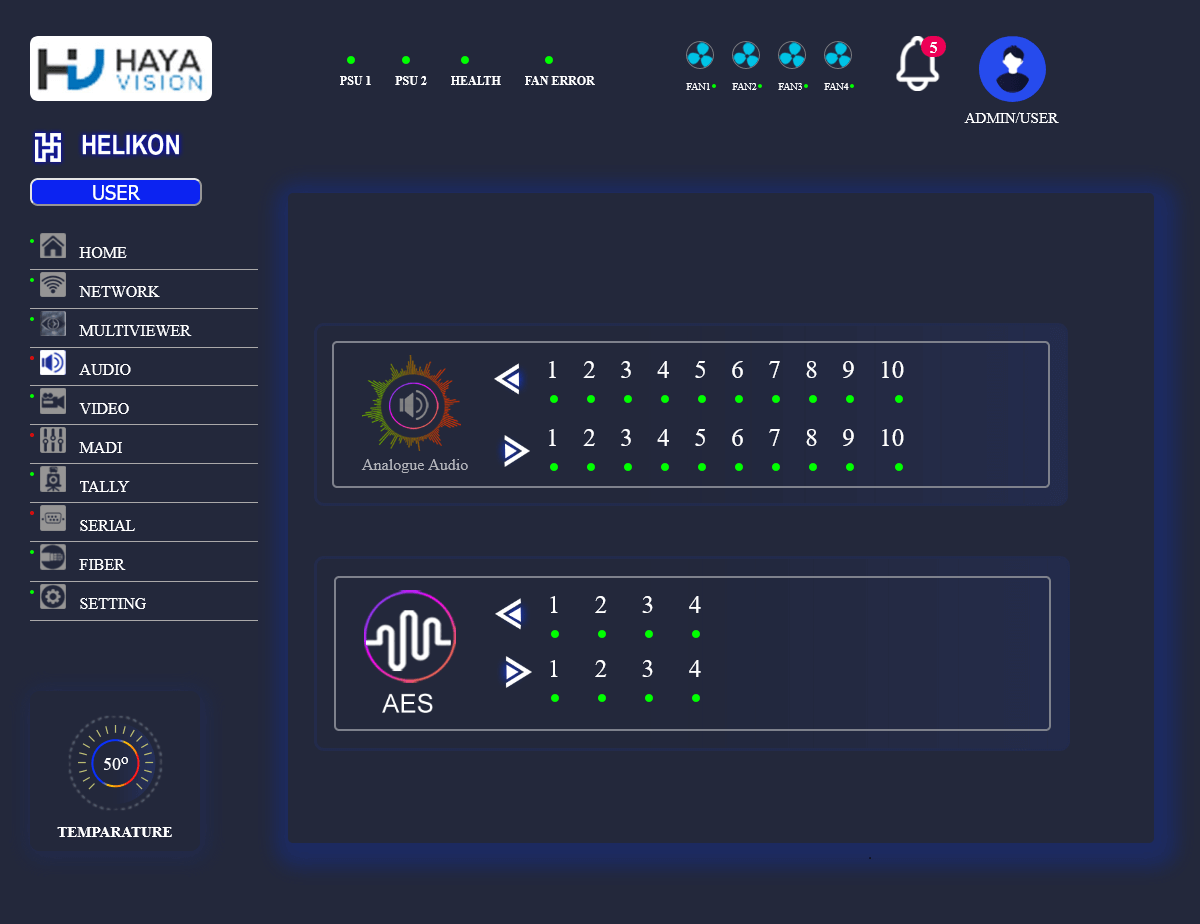 HAYA
VISION
PSU 1 PSU 2 HEALTH FAN ERROR
FAN1 FAN2 FAN3 FAN4
5
ADMIN/USER
HELIKON
USER
HOME
NETWORK
MULTIVIEWER
AUDIO
VIDEO
MADI
TALLY
SERIAL
FIBER
SETTING
50º
TEMPARATURE
1 2 3 4 5 6 7 8 9 10
1 2 3 4 5 6 7 8 9 10
Analogue Audio
1 2 3 4
1 2 3 4
AES